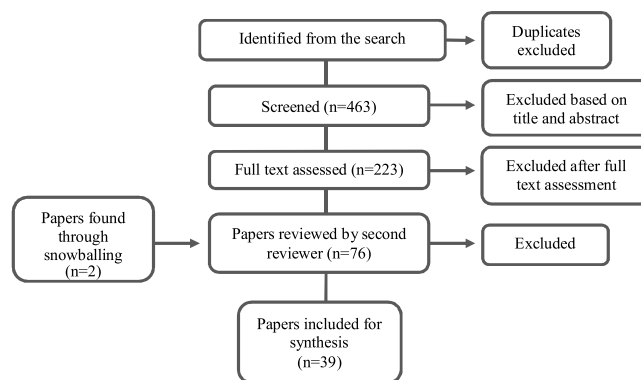 Identified from the search
Duplicates
excluded
Screened (n=463)
Excluded based on
title and abstract
Full text assessed (n=223)
Excluded after full
text assessment
Papers found
through
snowballing
(n=2)
Papers reviewed by second
reviewer (n=76)
Excluded
Papers included for
synthesis
(n=39)